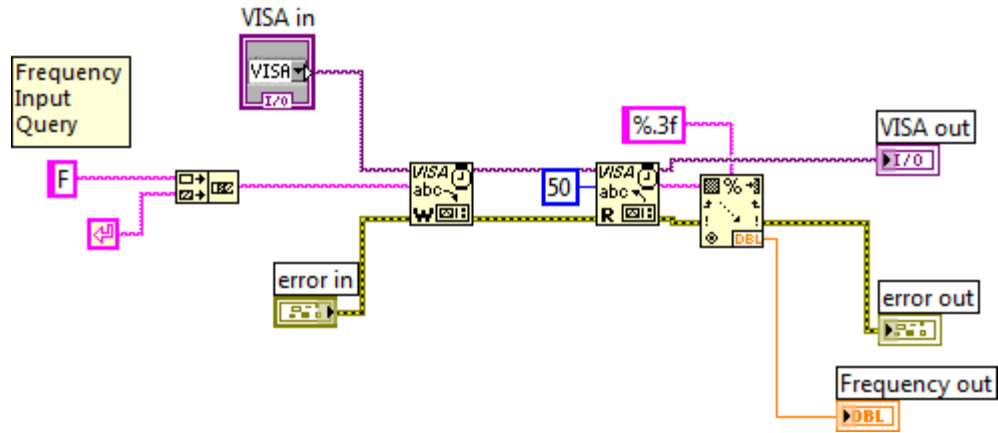 VISA in
Frequency
Input
Query
VISA
I/O
%.3f
VISA out
I/O
F
VISA
abc
W
50
VISA
abc
R
%
DBL
error in
error out
Frequency out
DBL